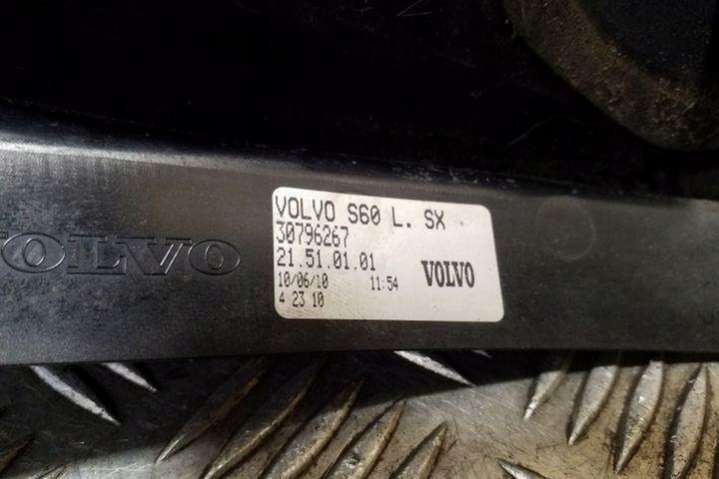 VOLVO S60 L. SX
30796267
21.51.01.01
10/06/10 11:54 VOLVO
4 23 10
VOLVO